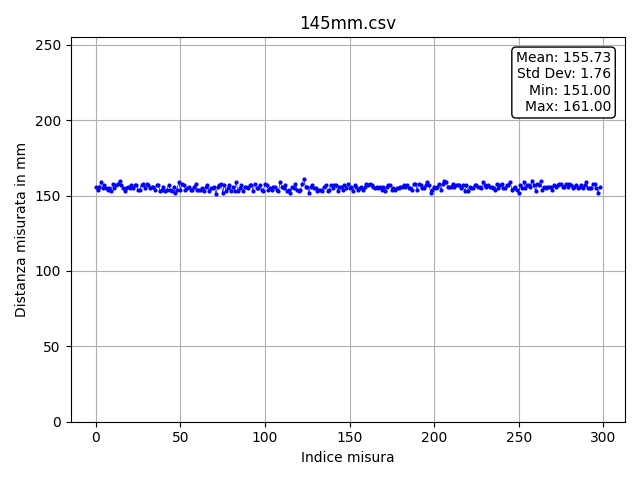 145mm.csv
Mean: 155.73
Std Dev: 1.76
Min: 151.00
Max: 161.00
250
200
150
100
50
0
Distanza misurata in mm
0 50 100 150 200 250 300
Indice misura